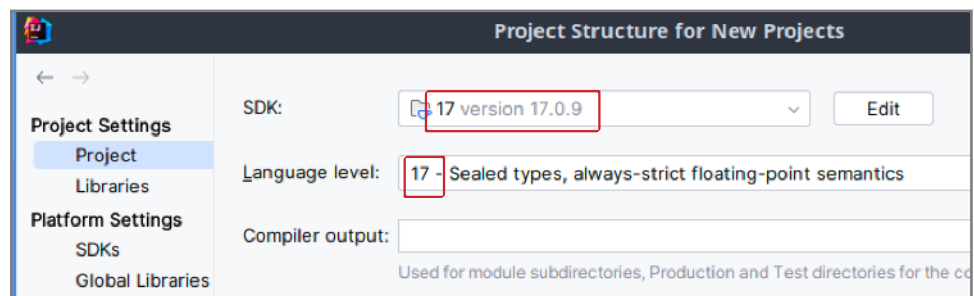 Project Structure for New Projects
← →
Project Settings
Project
Libraries
Platform Settings
SDKs
Global Libraries
SDK:
17 version 17.0.9
Edit
Language level:
17 - Sealed types, always-strict floating-point semantics
Compiler output:
Used for module subdirectories, Production and Test directories for the co